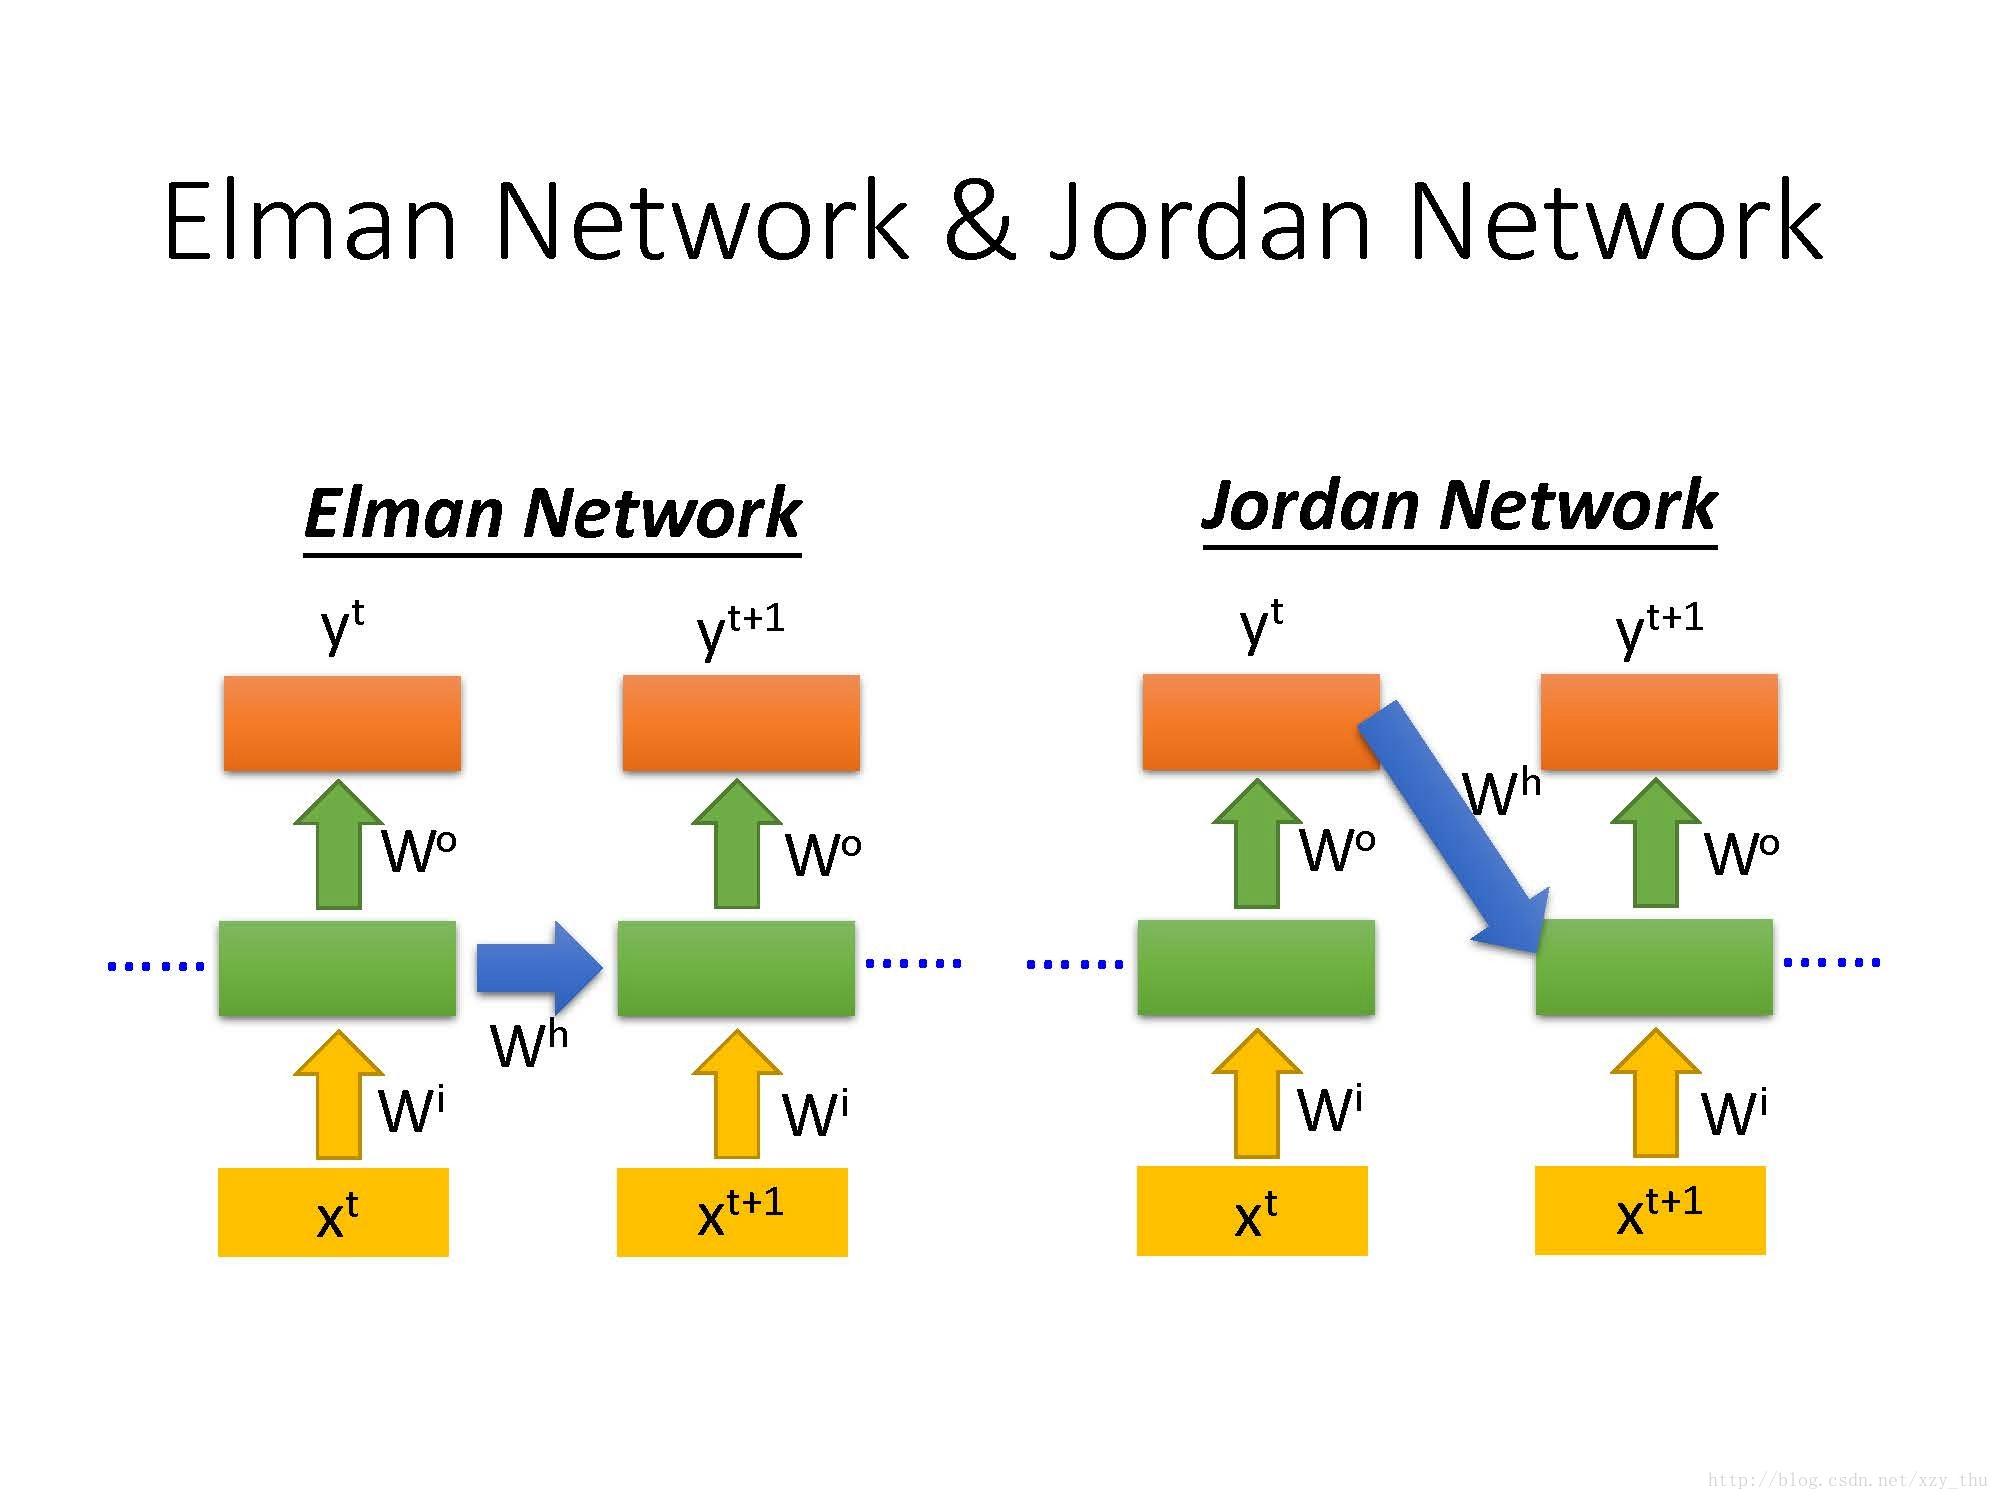 Elman Network & Jordan Network
Elman Network
y^t y^t+1
W^o W^o
W^h
W^i W^i
x^t x^t+1
Jordan Network
y^t y^t+1
W^h
W^o W^o
W^i W^i
x^t x^t+1
http://blog.csdn.net/xzy_thu